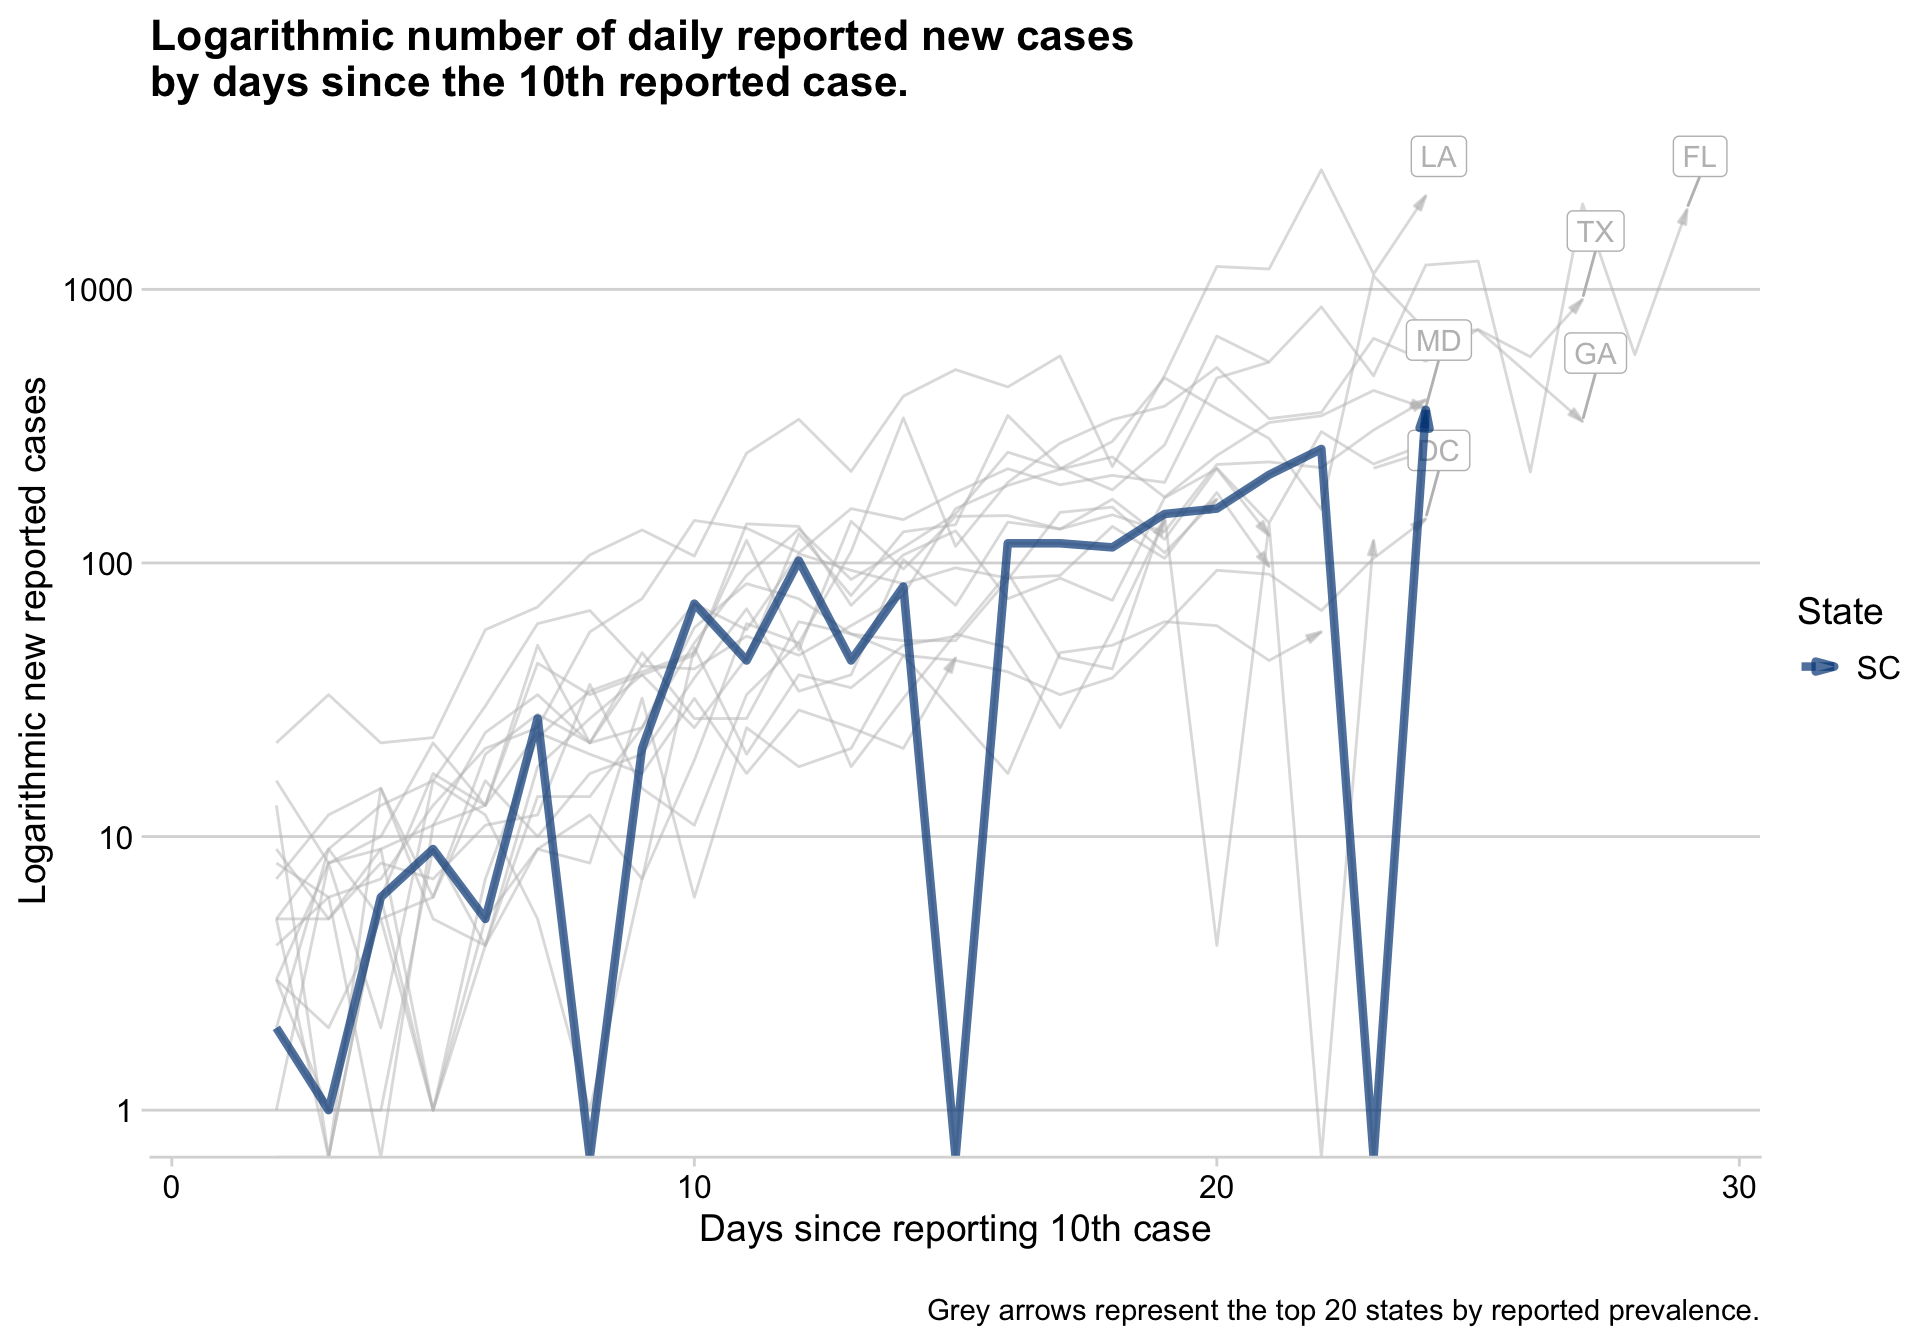 Logarithmic number of daily reported new cases
by days since the 10th reported case.
LA
FL
TX
1000
MD
GA
DC
Logarithmic new reported cases
100
State
SC
10
1
0
10
20
30
Days since reporting 10th case
Grey arrows represent the top 20 states by reported prevalence.